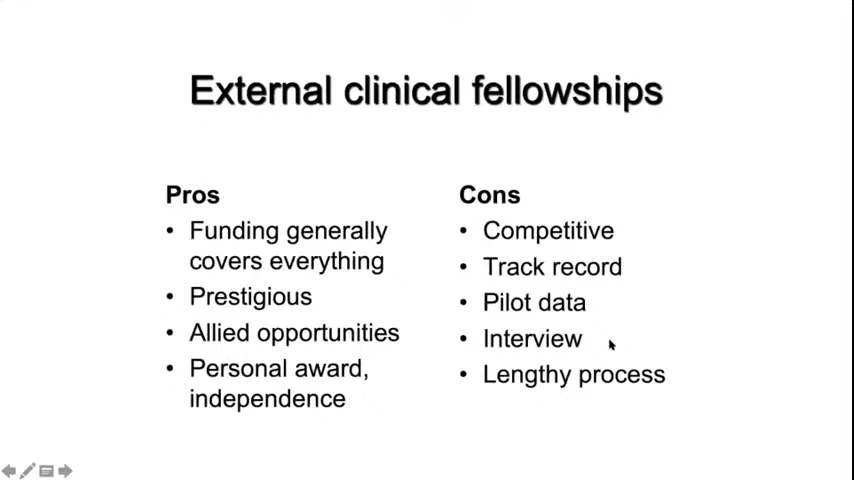 External clinical fellowships
Pros
• Funding generally
covers everything
• Prestigious
• Allied opportunities
• Personal award,
independence
Cons
• Competitive
• Track record
• Pilot data
• Interview
• Lengthy process